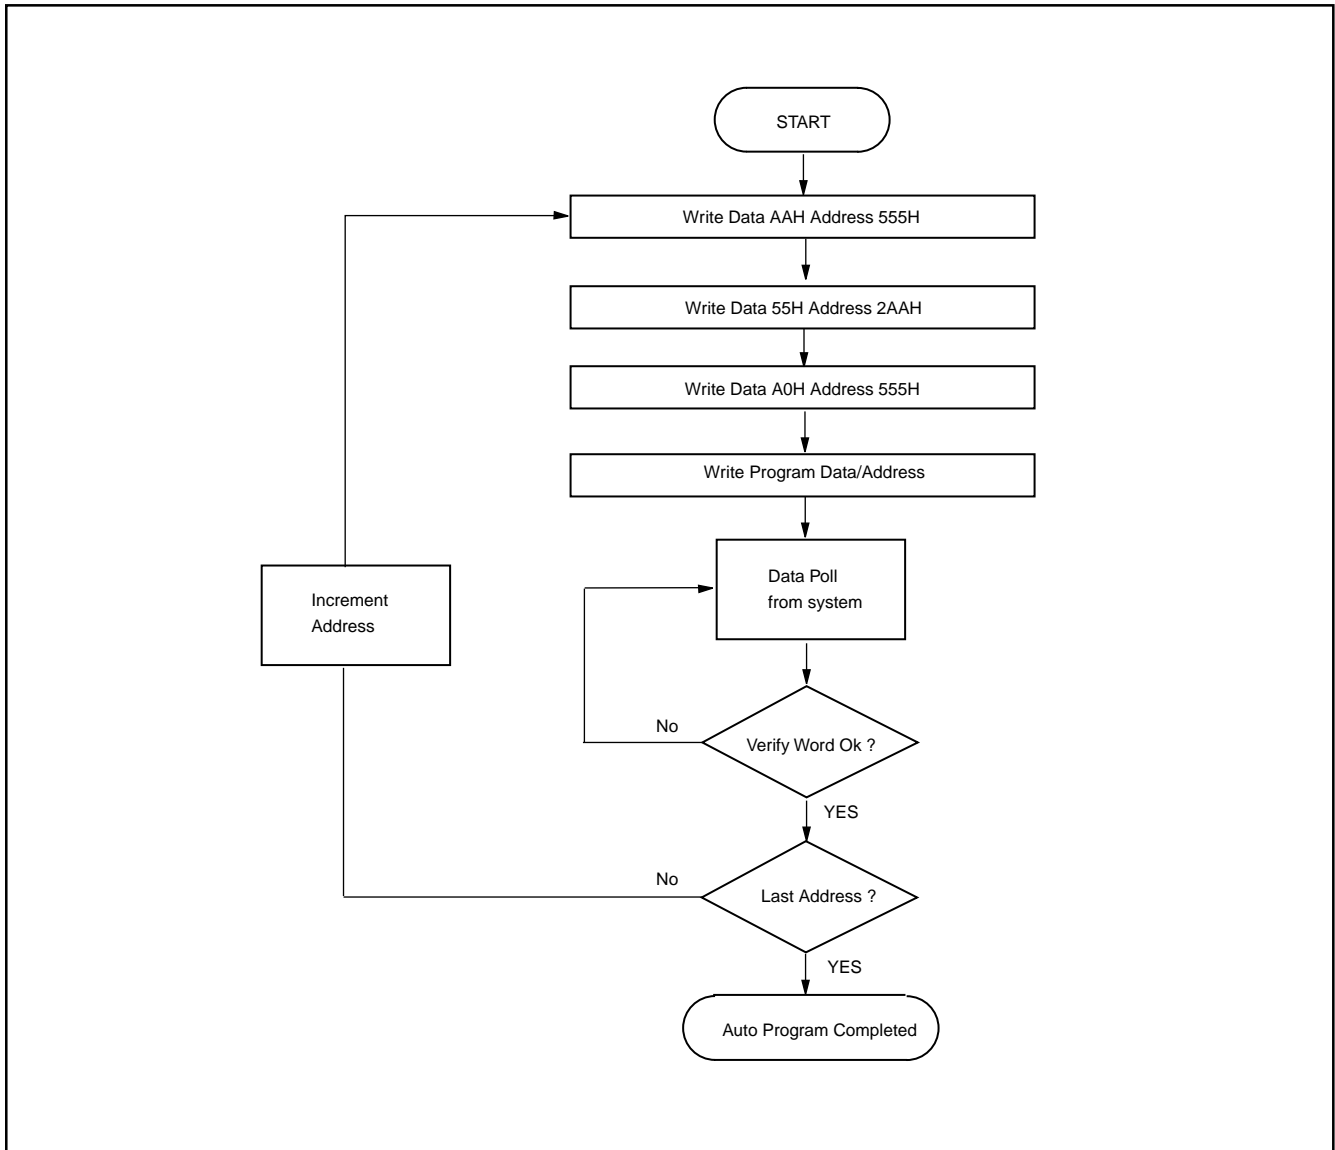 START
Write Data AAH Address 555H
Write Data 55H Address 2AAH
Write Data A0H Address 555H
Write Program Data/Address
Data Poll
from system
Increment
Address
No
Verify Word Ok ?
YES
No
Last Address ?
YES
Auto Program Completed